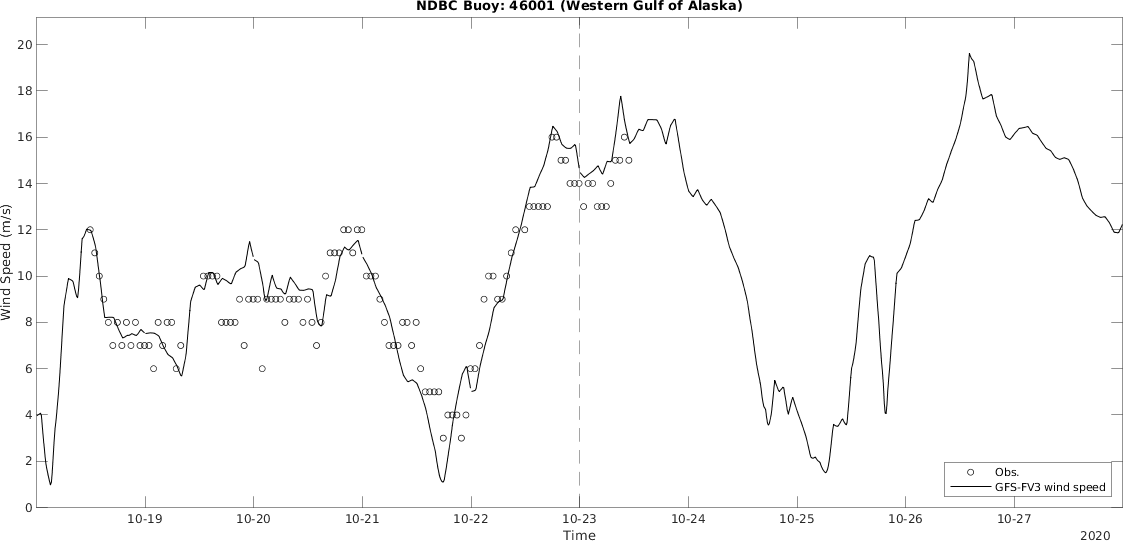 NDBC Buoy: 46001 (Western Gulf of Alaska)
20
18
16
14
12
10
8
6
4
2
0
Wind Speed (m/s)
10-19 10-20 10-21 10-22 10-23 10-24 10-25 10-26 10-27
Time
2020
Obs.
GFS-FV3 wind speed